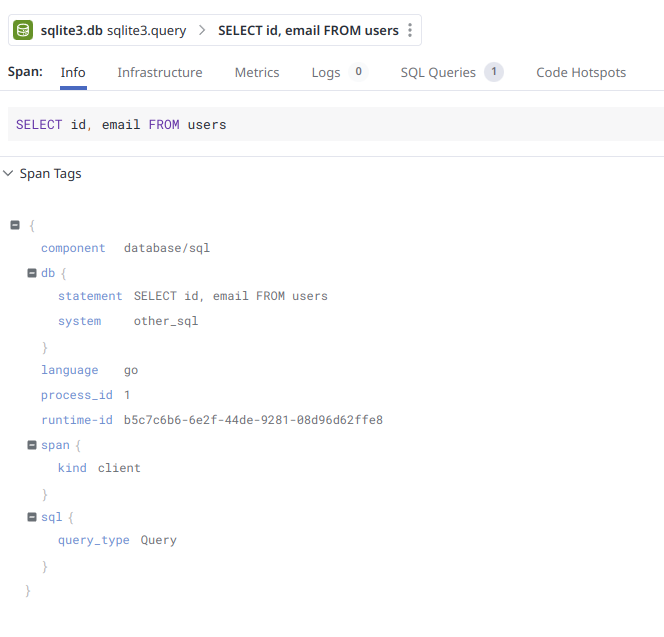 sqlite3.db sqlite3.query > SELECT id, email FROM users
Span: Info Infrastructure Metrics Logs 0 SQL Queries 1 Code Hotspots
SELECT id, email FROM users
Span Tags
{
component database/sql
db {
statement SELECT id, email FROM users
system other_sql
}
language go
process_id 1
runtime-id b5c7c6b6-6e2f-44de-9281-08d96d62ffe8
span {
kind client
}
sql {
query_type Query
}
}